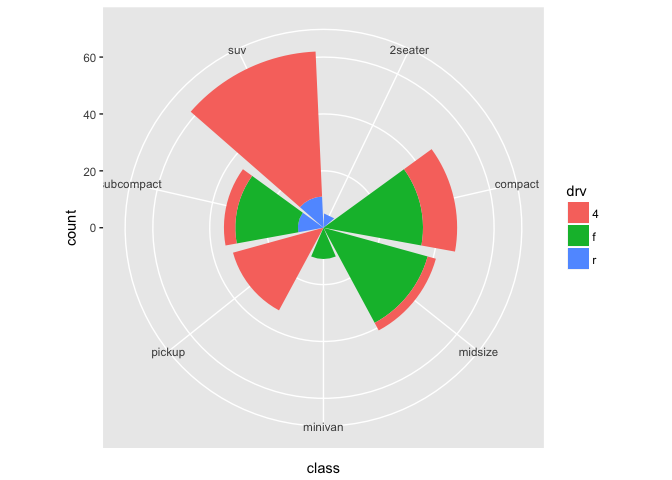 suv
2seater
60
40
20
0
subcompact
compact
count
drv
4
f
r
pickup
midsize
minivan
class